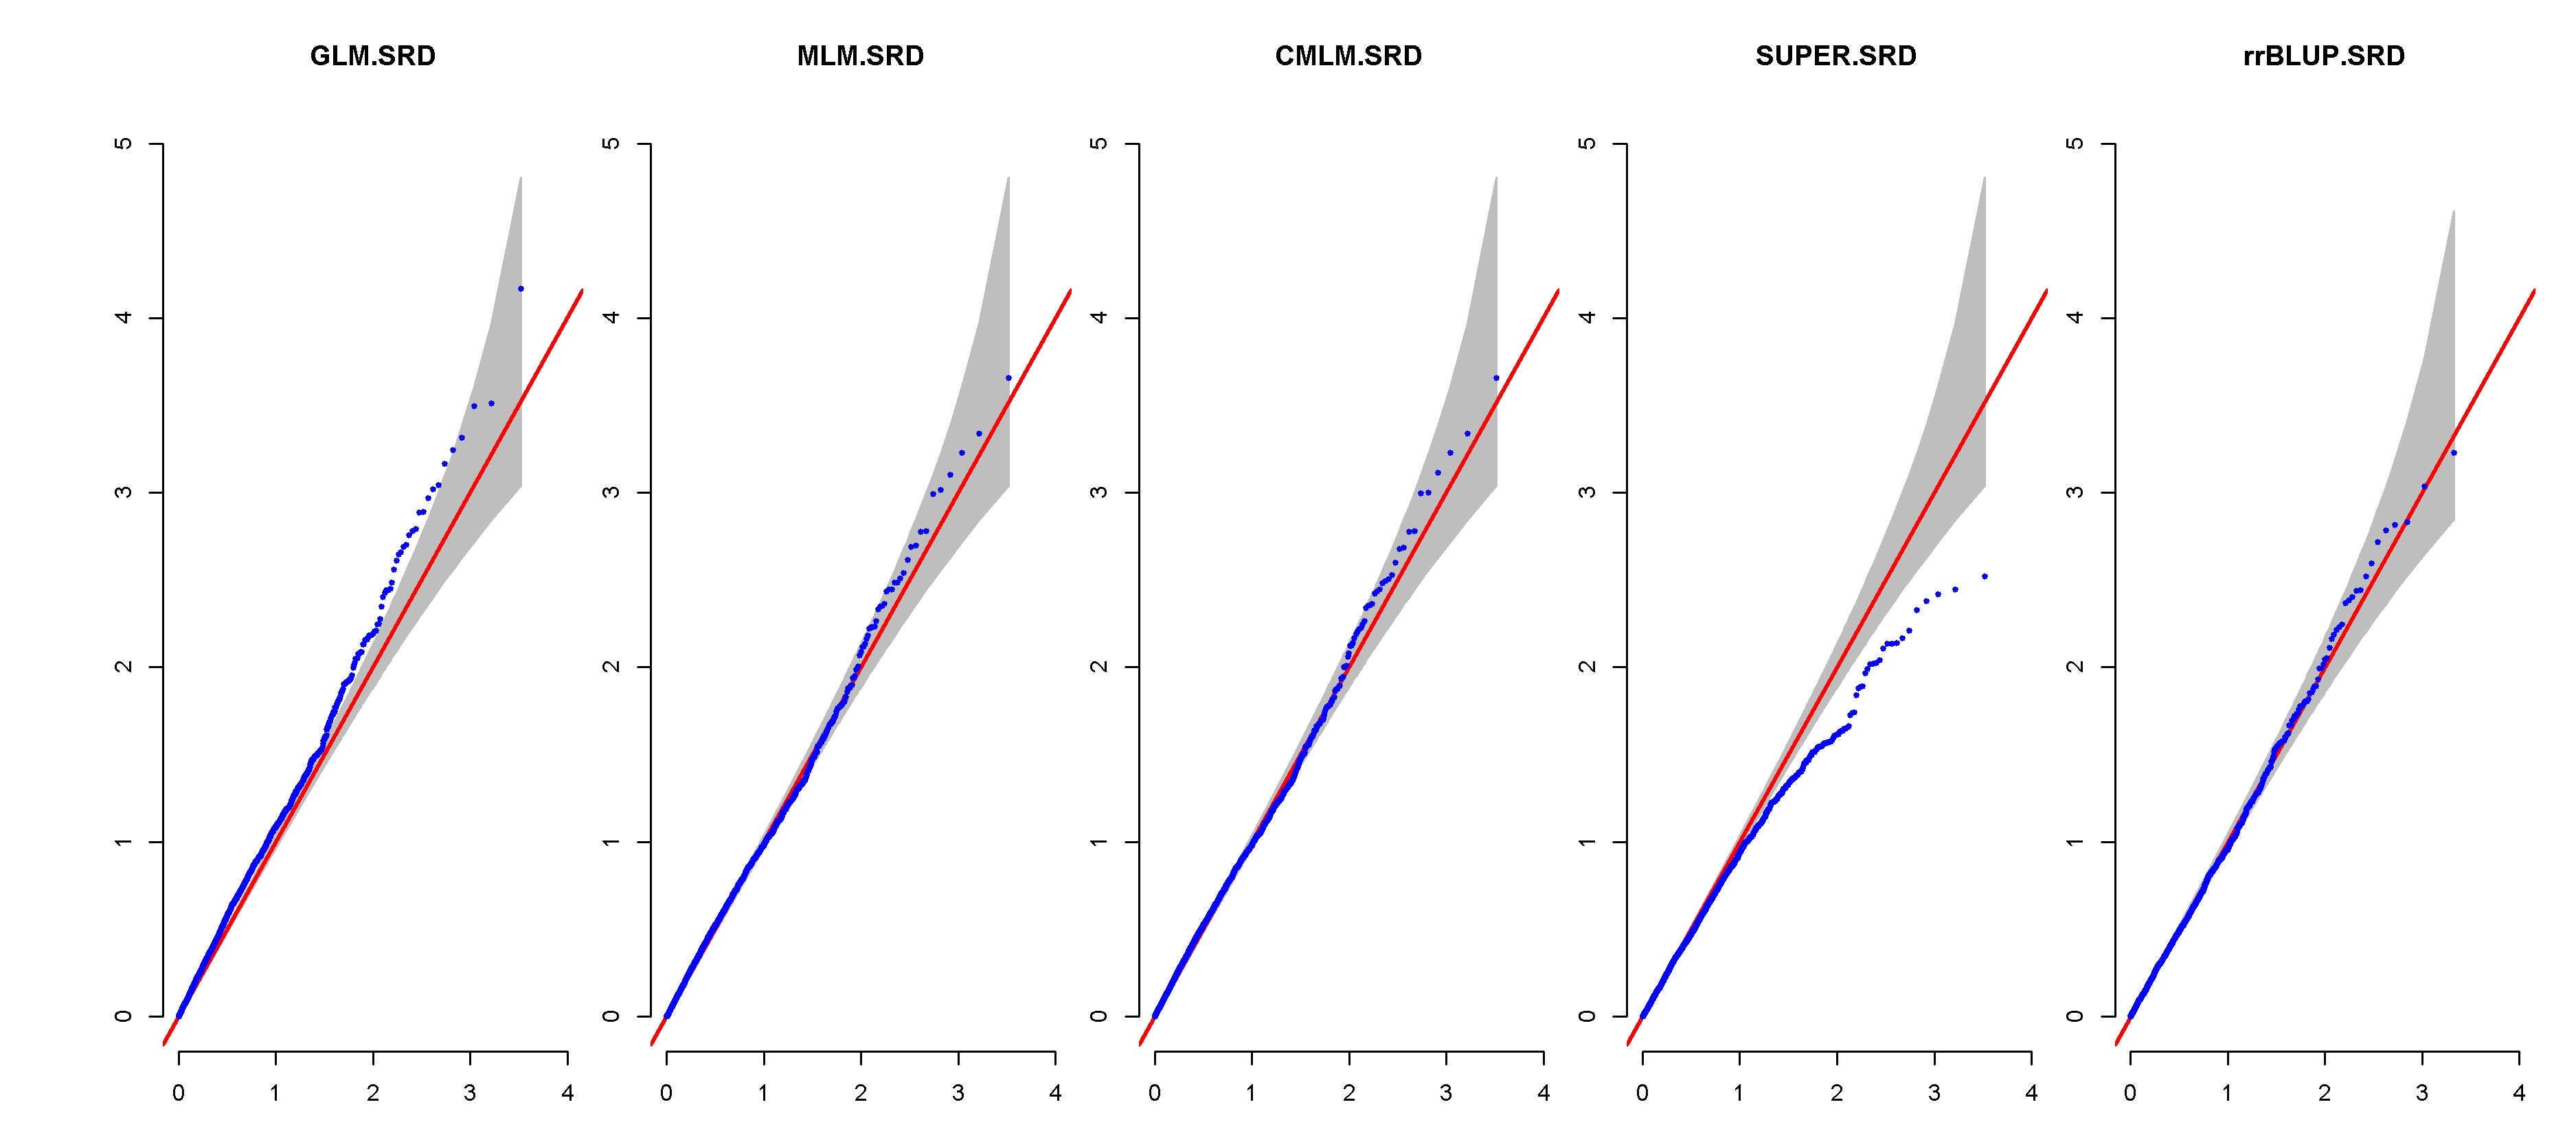 GLM.SRD MLM.SRD CMLM.SRD SUPER.SRD rrBLUP.SRD
5 5 5 5 5
4 4 4 4 4
3 3 3 3 3
2 2 2 2 2
1 1 1 1 1
0 0 0 0 0
0 1 2 3 4 0 1 2 3 4 0 1 2 3 4 0 1 2 3 4 0 1 2 3 4